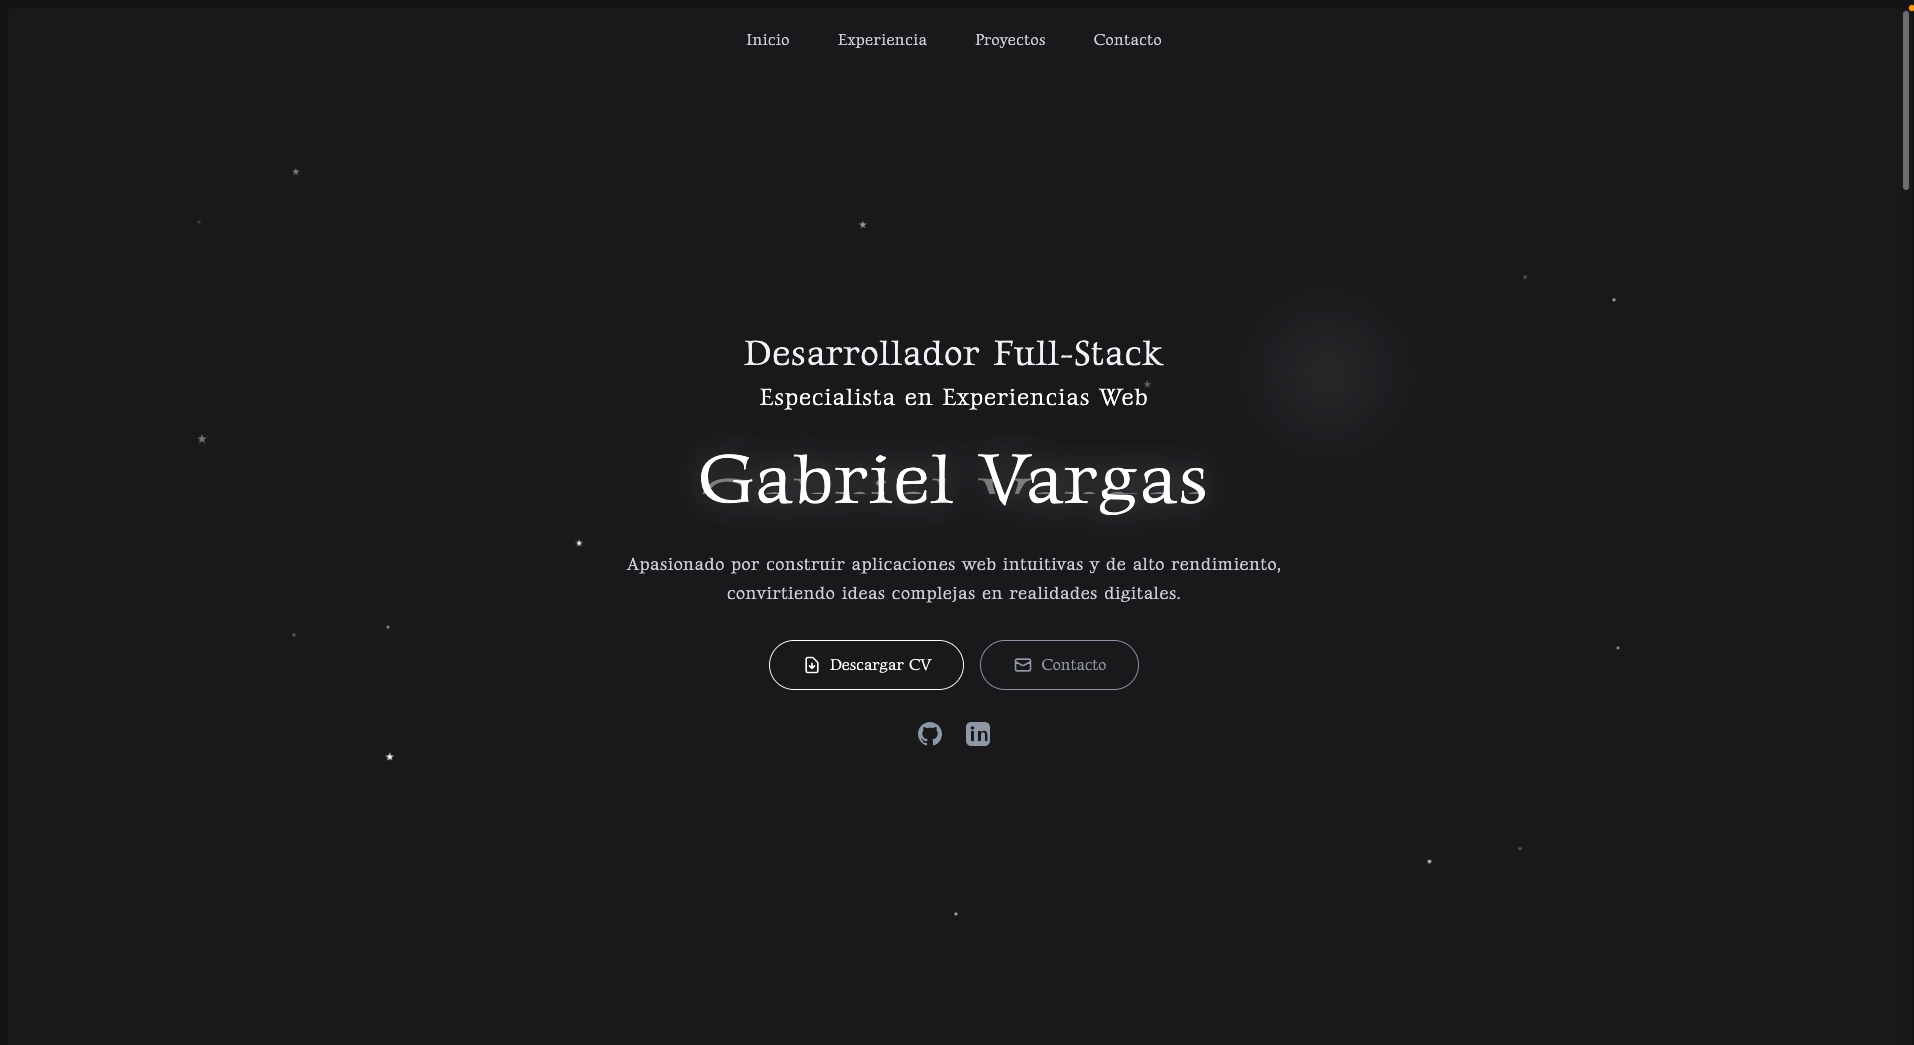 Inicio Experiencia Proyectos Contacto
Desarrollador Full-Stack
Especialista en Experiencias Web
Gabriel Vargas
Apasionado por construir aplicaciones web intuitivas y de alto rendimiento,
convirtiendo ideas complejas en realidades digitales.
Descargar CV Contacto
in